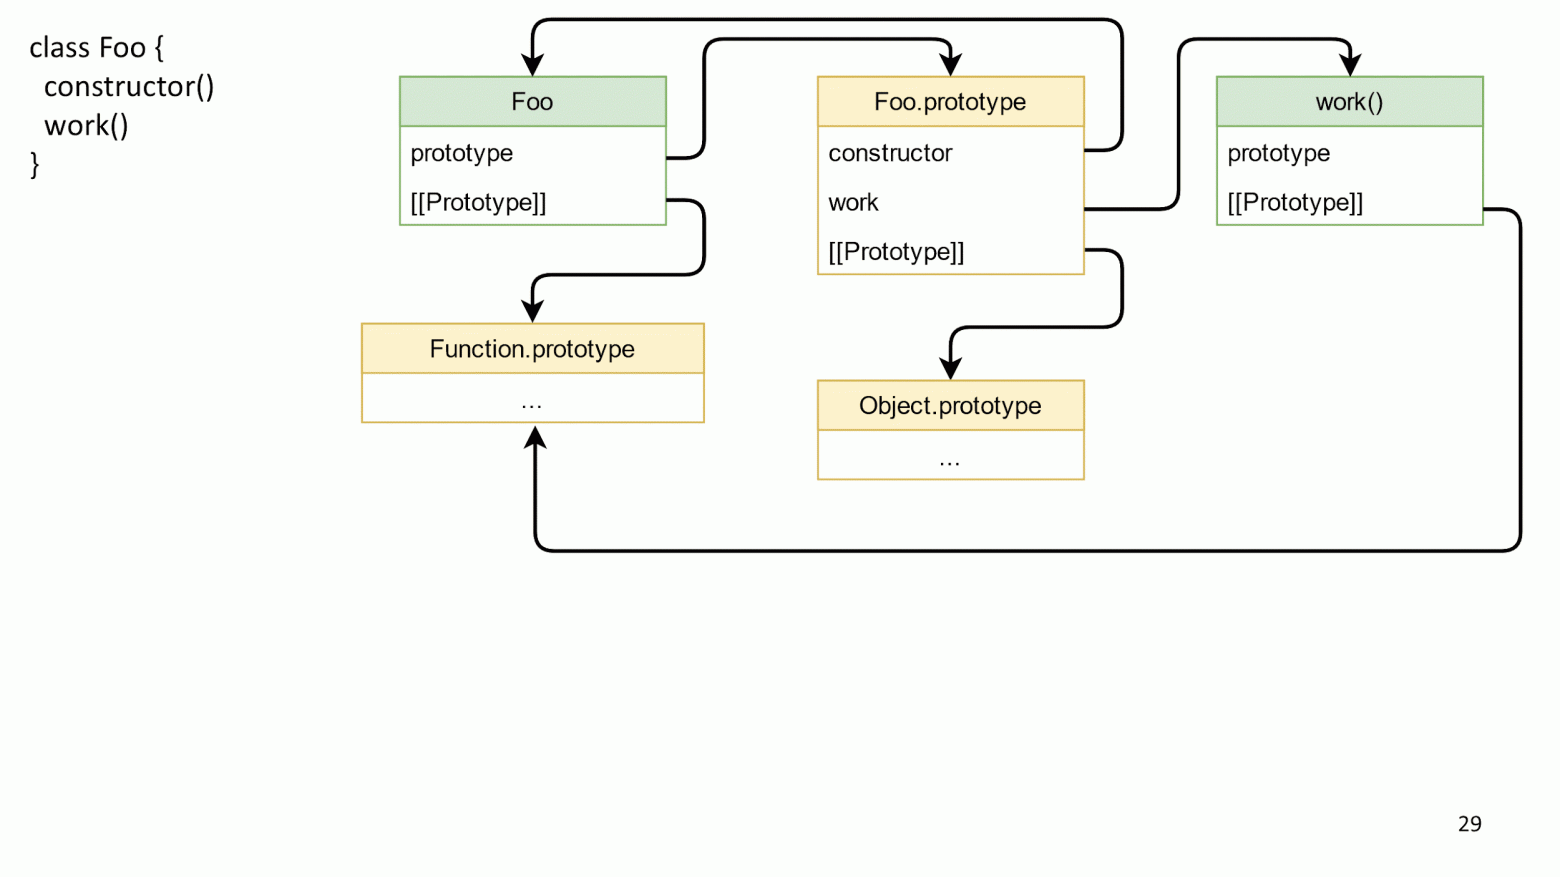 class Foo {
constructor()
work()
}
Foo
prototype
[[Prototype]]
Foo.prototype
constructor
work
[[Prototype]]
work()
prototype
[[Prototype]]
Function.prototype
...
Object.prototype
...
29